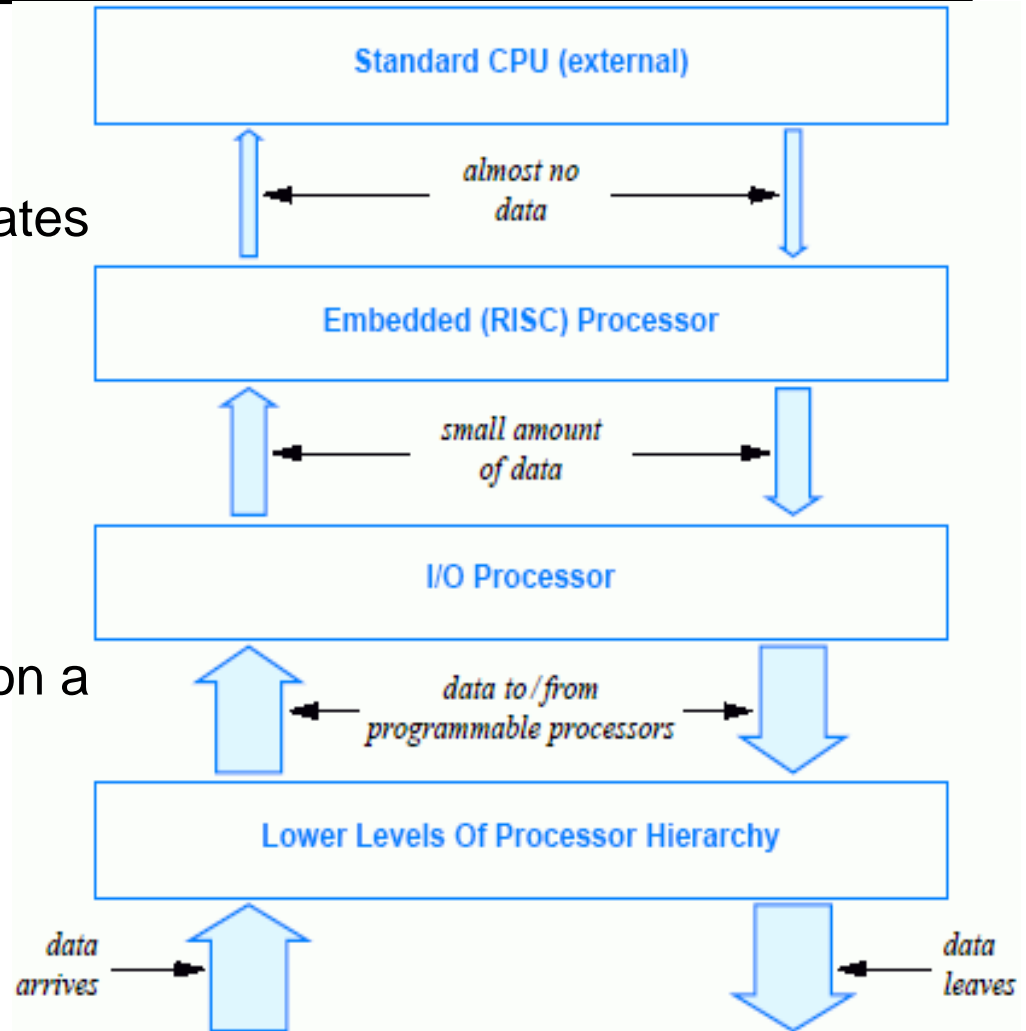 Standard CPU (external)
almost no
data
ates
Embedded (RISC) Processor
small amount
of data
I/O Processor
on a
data to/from
programmable processors
Lower Levels Of Processor Hierarchy
data
arrives
data
leaves